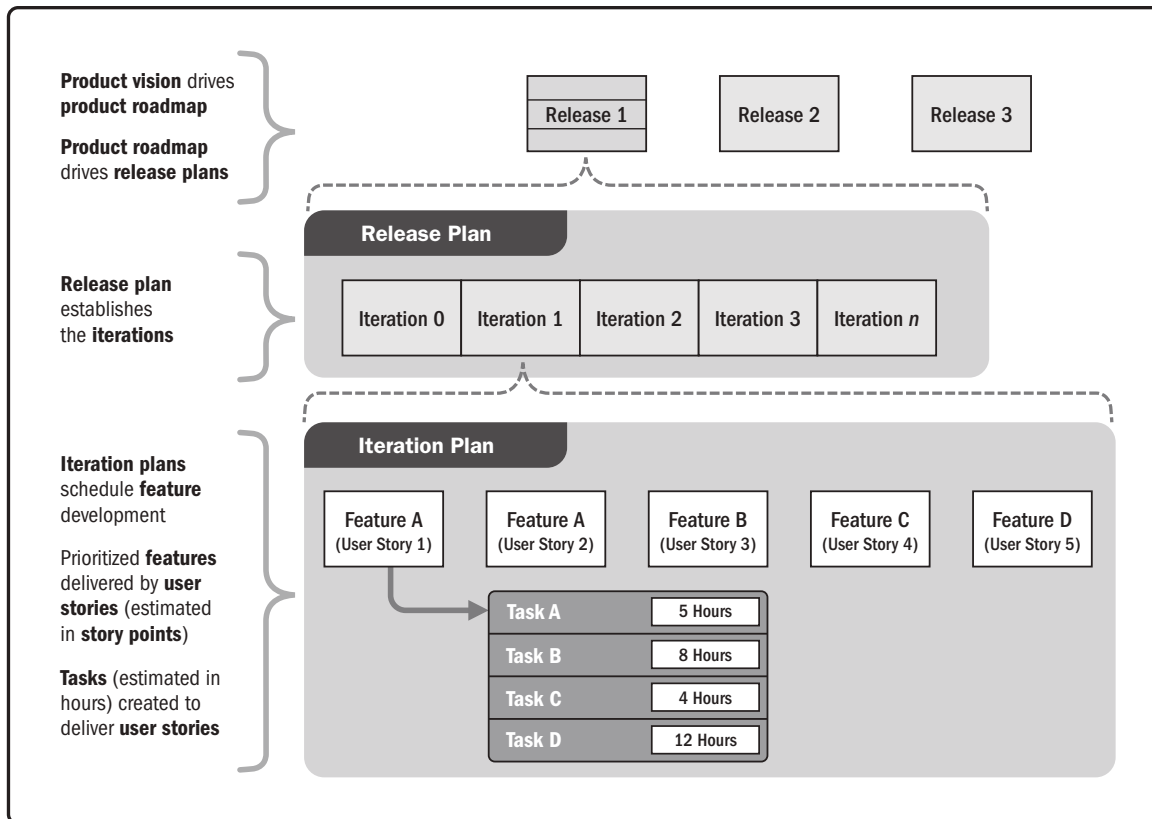 Product vision drives
product roadmap
Product roadmap
drives release plans
Release 1
Release 2
Release 3
Release Plan
Release plan
establishes
the iterations
Iteration 0
Iteration 1
Iteration 2
Iteration 3
Iteration n
Iteration Plan
Iteration plans
schedule feature
development
Prioritized features
delivered by user
stories (estimated
in story points)
Tasks (estimated in
hours) created to
deliver user stories
Feature A
(User Story 1)
Feature A
(User Story 2)
Feature B
(User Story 3)
Feature C
(User Story 4)
Feature D
(User Story 5)
Task A
5 Hours
Task B
8 Hours
Task C
4 Hours
Task D
12 Hours